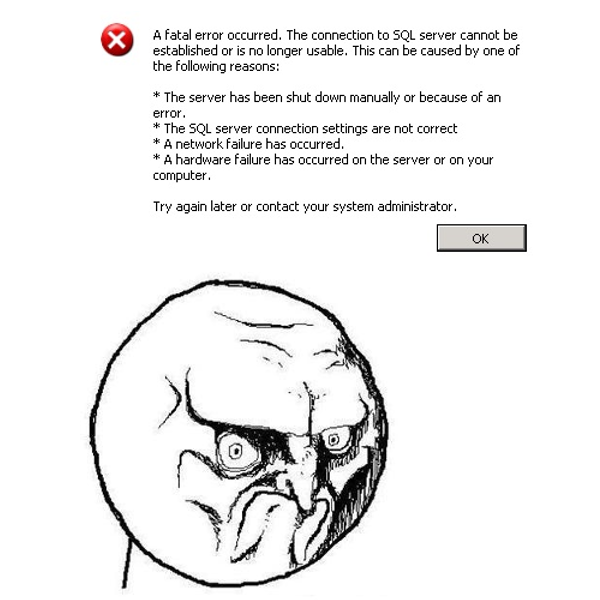 A fatal error occurred. The connection to SQL server cannot be
established or is no longer usable. This can be caused by one of
the following reasons:
* The server has been shut down manually or because of an
error.
* The SQL server connection settings are not correct
* A network failure has occurred.
* A hardware failure has occurred on the server or on your
computer.
Try again later or contact your system administrator.
OK